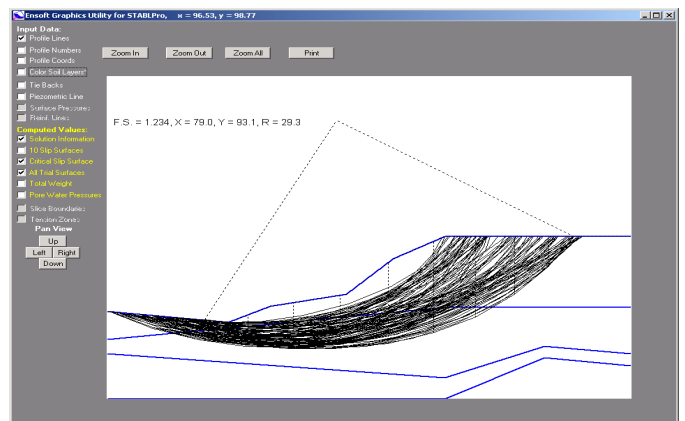 Ensoft Graphics Utility for STABLPro, x = 96.53, y = 98.77
Input Data:
Profile Lines
Profile Numbers
Profile Coords
Color Soil Layers*
Tie Backs
Piezometric Line
Surface Pressures
Reinf. Lines
Computed Values:
Solution Information
10 Slip Surfaces
Critical Slip Surface
All Trial Surfaces
Total Weight
Pore Water Pressures
Slice Boundaries
Tension Zones
Pan View
Up
Left Right
Down
Zoom In Zoom Out Zoom All Print
F.S. = 1.234, X = 79.0, Y = 93.1, R = 29.3